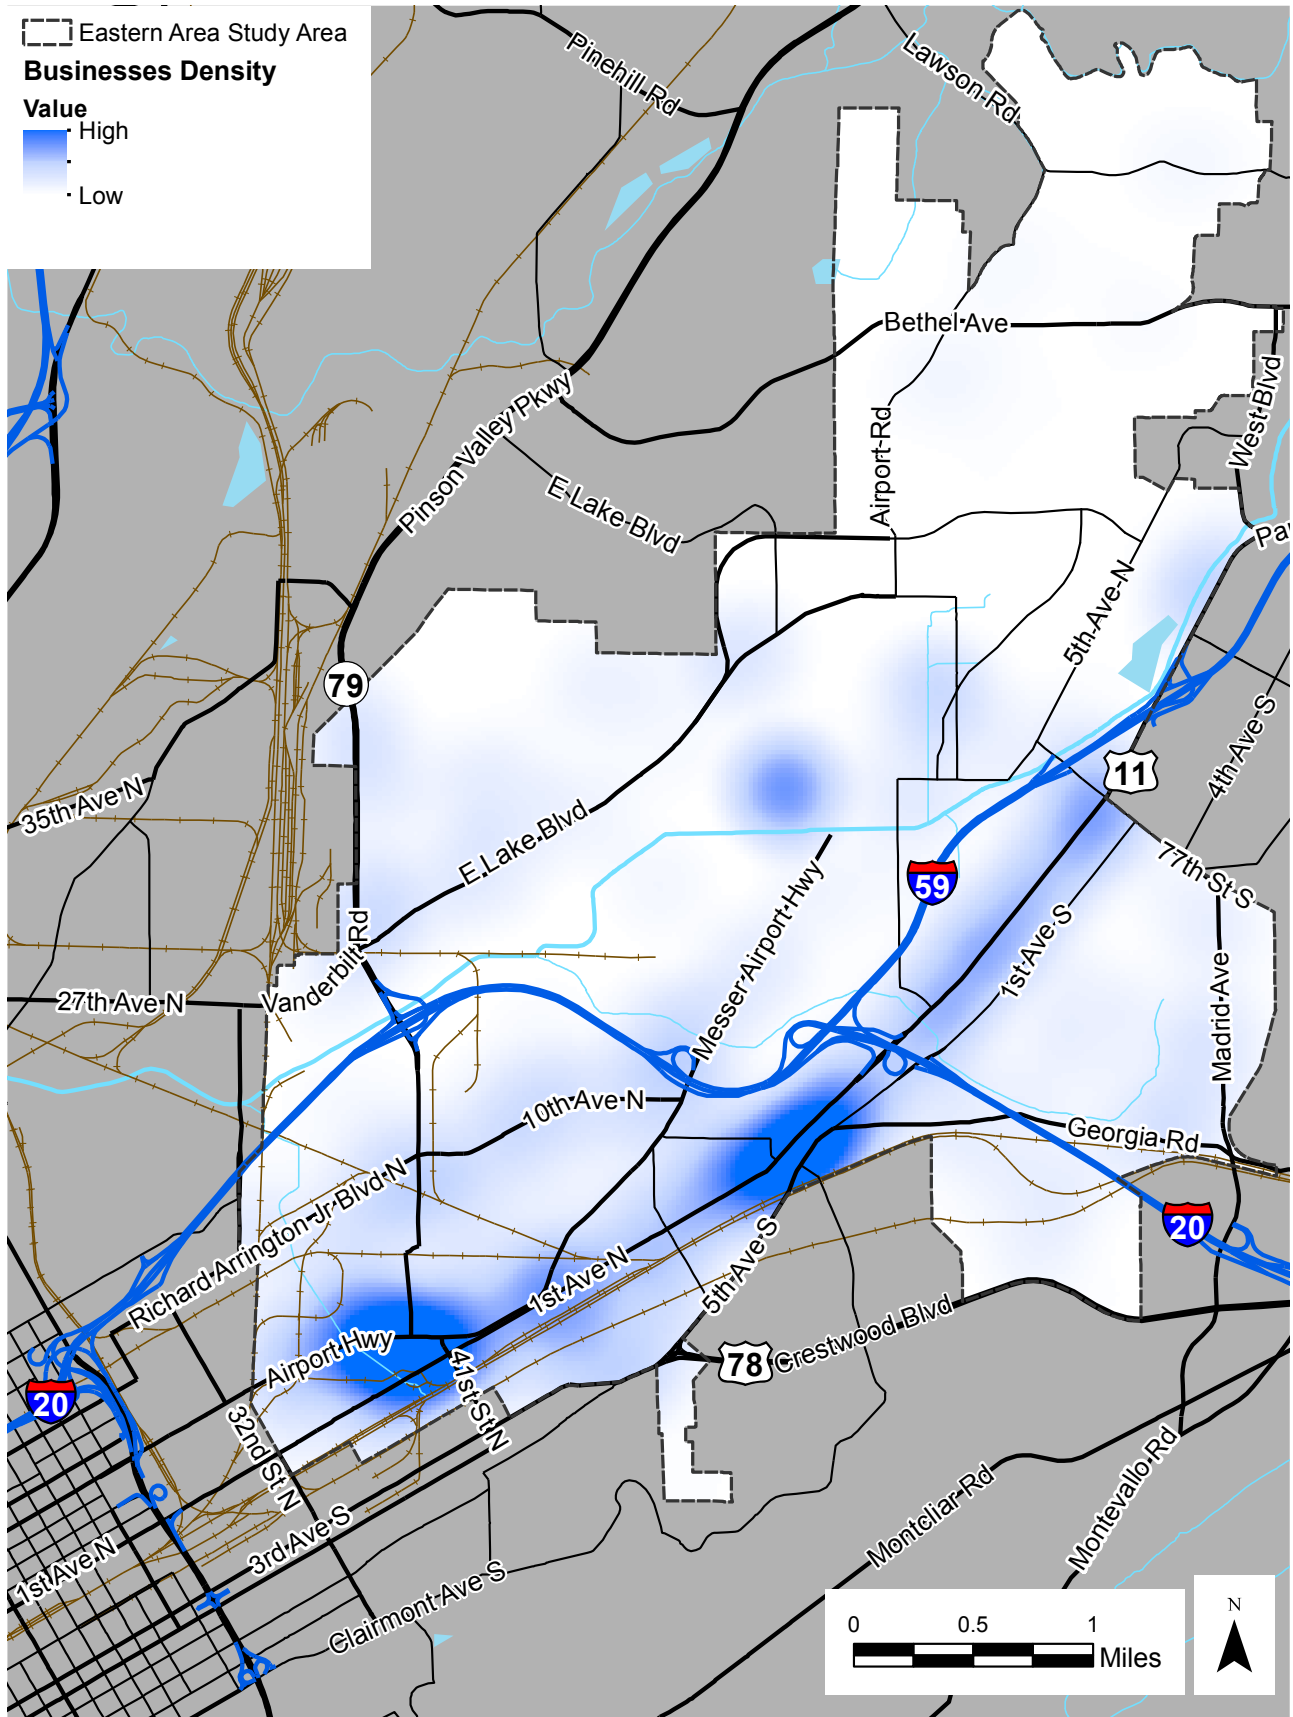 Eastern Area Study Area
Businesses Density
Value
High
Low
Pinehill Rd
Lawson Rd
Bethel Ave
West Blvd
Pinson Valley Pkwy
Airport Rd
E Lake Blvd
Par
5th Ave N
79
4th Ave S
11
35th Ave N
E Lake Blvd
77th St S
59
Messer Airport Hwy
1st Ave S
Vanderbilt Rd
27th Ave N
Madrid Ave
10th Ave N
Georgia Rd
Richard Arrington Jr Blvd N
20
1st Ave N
5th Ave S
Airport Hwy
Crestwood Blvd
78
41st St N
20
32nd St N
Montevallo Rd
Montcliar Rd
3rd Ave S
1st Ave N
Clairmont Ave S
0 0.5 1
Miles
N